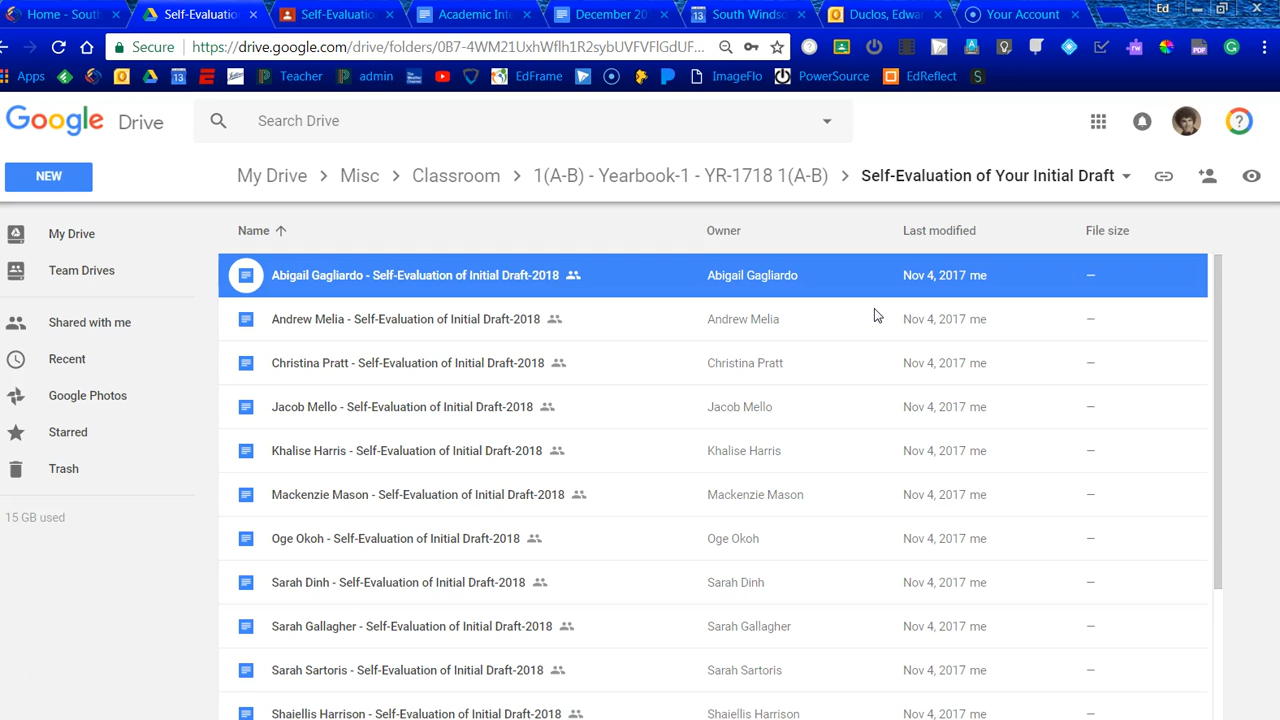 Home - South
Self-Evaluatio
Self-Evaluatio
Academic Inte
December 20
13 South Windsc
Duclos, Edwar
Your Account
Ed
Secure https://drive.google.com/drive/folders/0B7-4WM21UxhWflh1R2sybUVFVFlGdUF...
Apps 13 Teacher admin EdFrame ImageFlo PowerSource EdReflect S
Google Drive
Search Drive
NEW
My Drive > Misc > Classroom > 1(A-B) - Yearbook-1 - YR-1718 1(A-B) > Self-Evaluation of Your Initial Draft
My Drive
Team Drives
Shared with me
Recent
Google Photos
Starred
Trash
15 GB used
Name Owner Last modified File size
Abigail Gagliardo - Self-Evaluation of Initial Draft-2018 Abigail Gagliardo Nov 4, 2017 me –
Andrew Melia - Self-Evaluation of Initial Draft-2018 Andrew Melia Nov 4, 2017 me –
Christina Pratt - Self-Evaluation of Initial Draft-2018 Christina Pratt Nov 4, 2017 me –
Jacob Mello - Self-Evaluation of Initial Draft-2018 Jacob Mello Nov 4, 2017 me –
Khalise Harris - Self-Evaluation of Initial Draft-2018 Khalise Harris Nov 4, 2017 me –
Mackenzie Mason - Self-Evaluation of Initial Draft-2018 Mackenzie Mason Nov 4, 2017 me –
Oge Okoh - Self-Evaluation of Initial Draft-2018 Oge Okoh Nov 4, 2017 me –
Sarah Dinh - Self-Evaluation of Initial Draft-2018 Sarah Dinh Nov 4, 2017 me –
Sarah Gallagher - Self-Evaluation of Initial Draft-2018 Sarah Gallagher Nov 4, 2017 me –
Sarah Sartoris - Self-Evaluation of Initial Draft-2018 Sarah Sartoris Nov 4, 2017 me –
Shaiellis Harrison - Self-Evaluation of Initial Draft-2018 Shaiellis Harrison Nov 4, 2017 me –